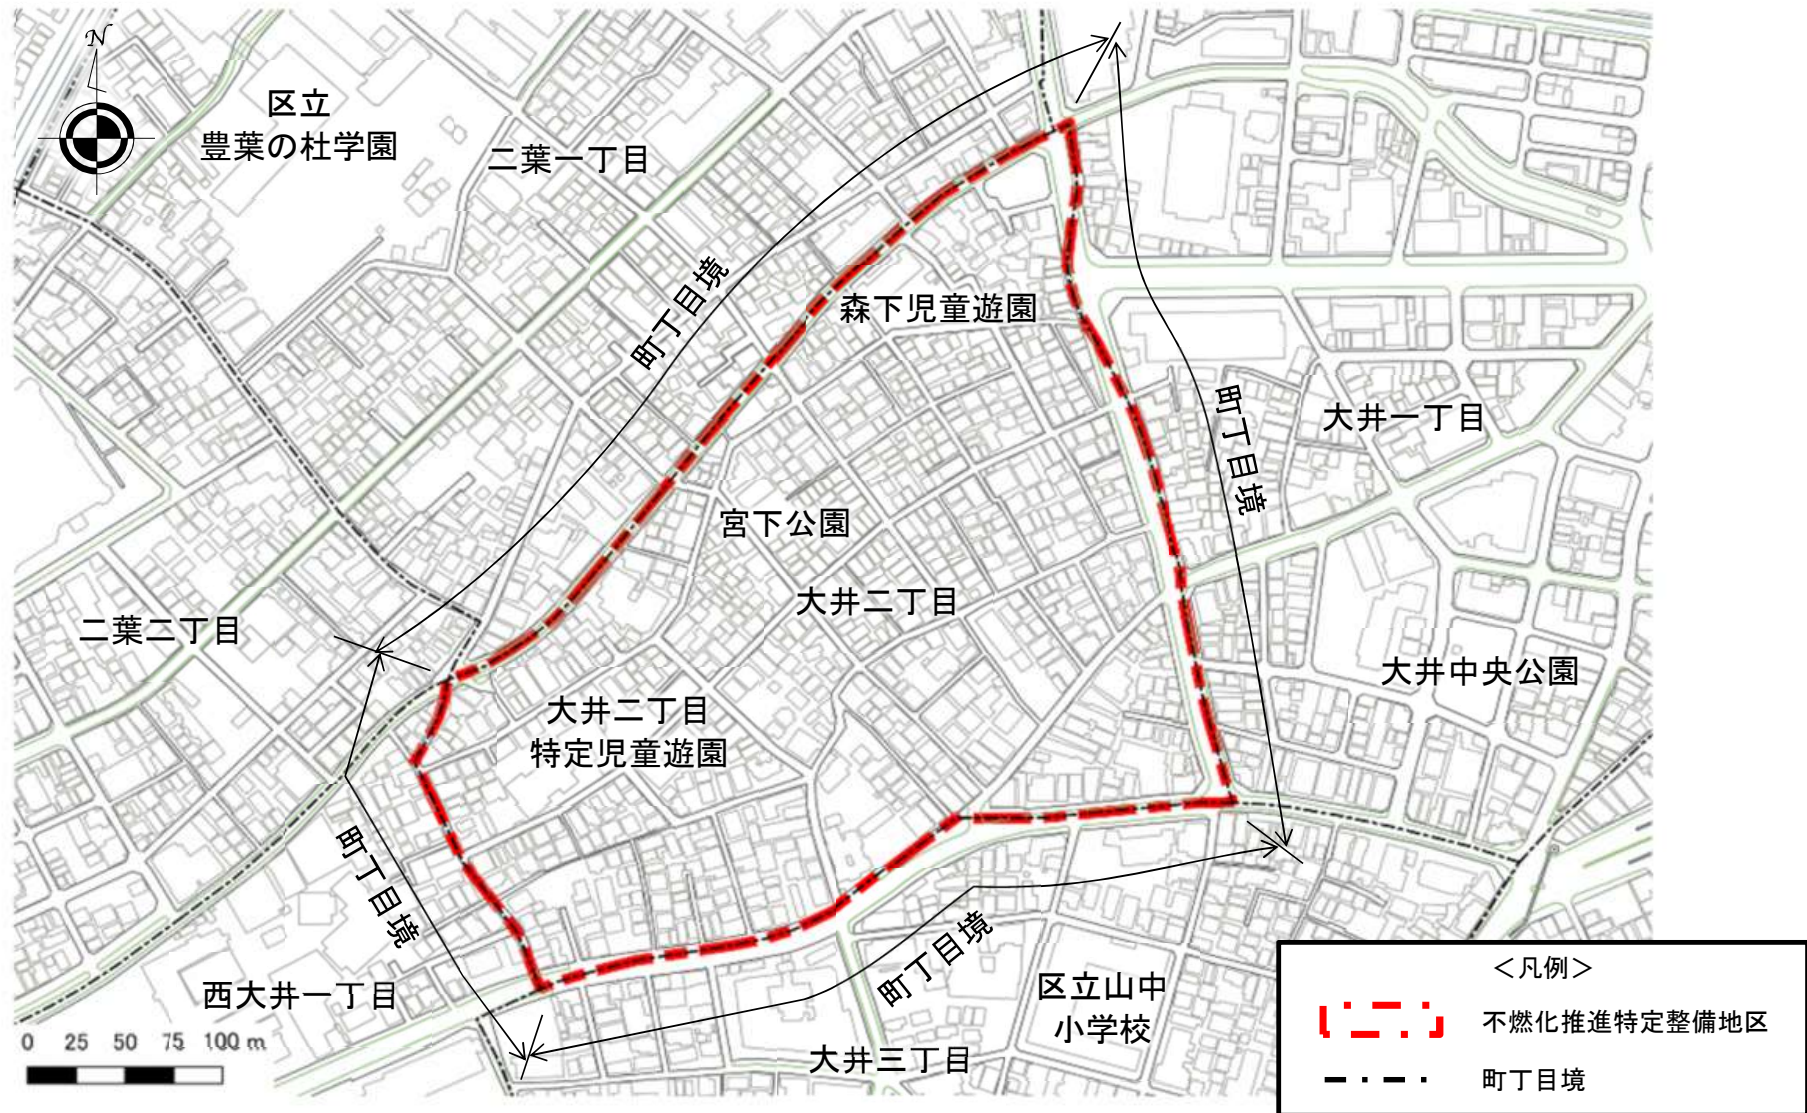 N
区立
豊葉の杜学園
二葉一丁目
町丁目境
森下児童遊園
町丁目境
大井一丁目
宮下公園
大井二丁目
二葉二丁目
大井中央公園
大井二丁目
特定児童遊園
町丁目境
町丁目境
西大井一丁目
区立山中
小学校
大井三丁目
0 25 50 75 100 m
＜凡例＞
不燃化推進特定整備地区
町丁目境